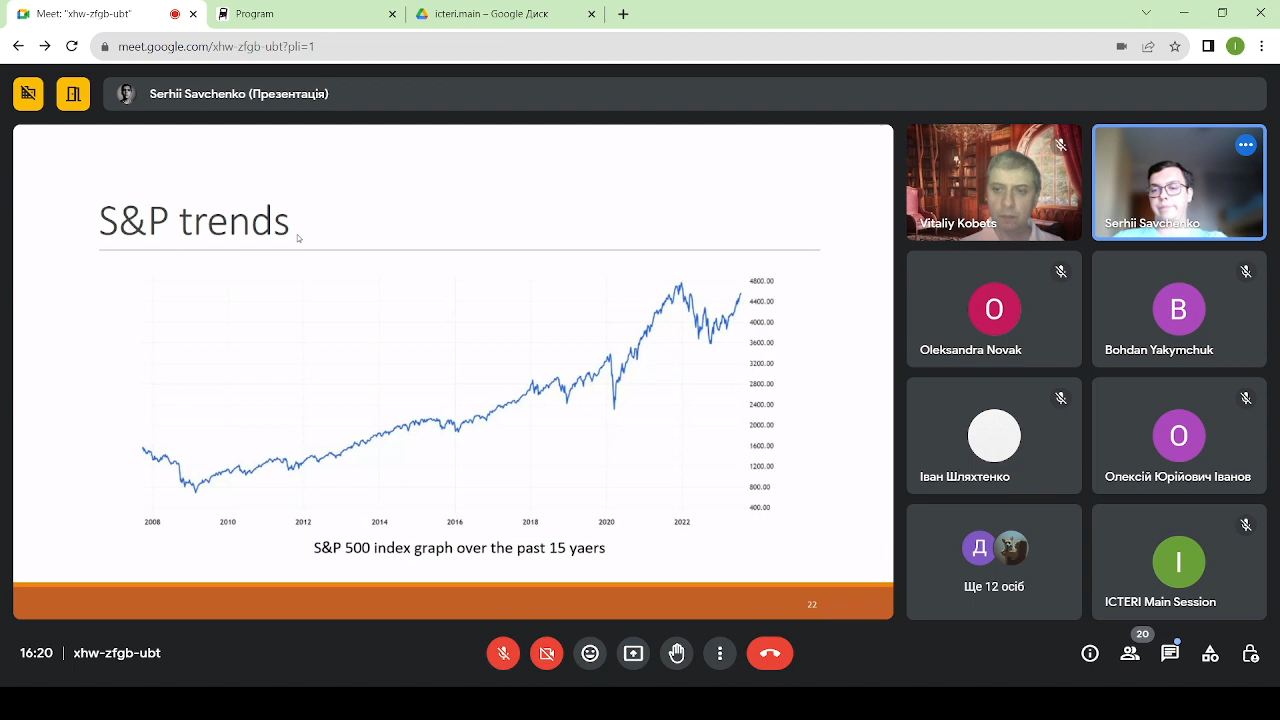 Meet: "xhw-zfgb-ubt"
Program
icteri.main – Google Диск
meet.google.com/xhw-zfgb-ubt?pli=1
I
Serhii Savchenko (Презентація)
S&P trends
4800.00
4400.00
4000.00
3600.00
3200.00
2800.00
2400.00
2000.00
1600.00
1200.00
800.00
400.00
2008 2010 2012 2014 2016 2018 2020 2022
S&P 500 index graph over the past 15 yaers
22
Vitaliy Kobets
Serhii Savchenko
O
Oleksandra Novak
B
Bohdan Yakymchuk
Іван Шляхтенко
О
Олексій Юрійович Іванов
Д
Ще 12 осіб
I
ICTERI Main Session
16:20 | xhw-zfgb-ubt
20